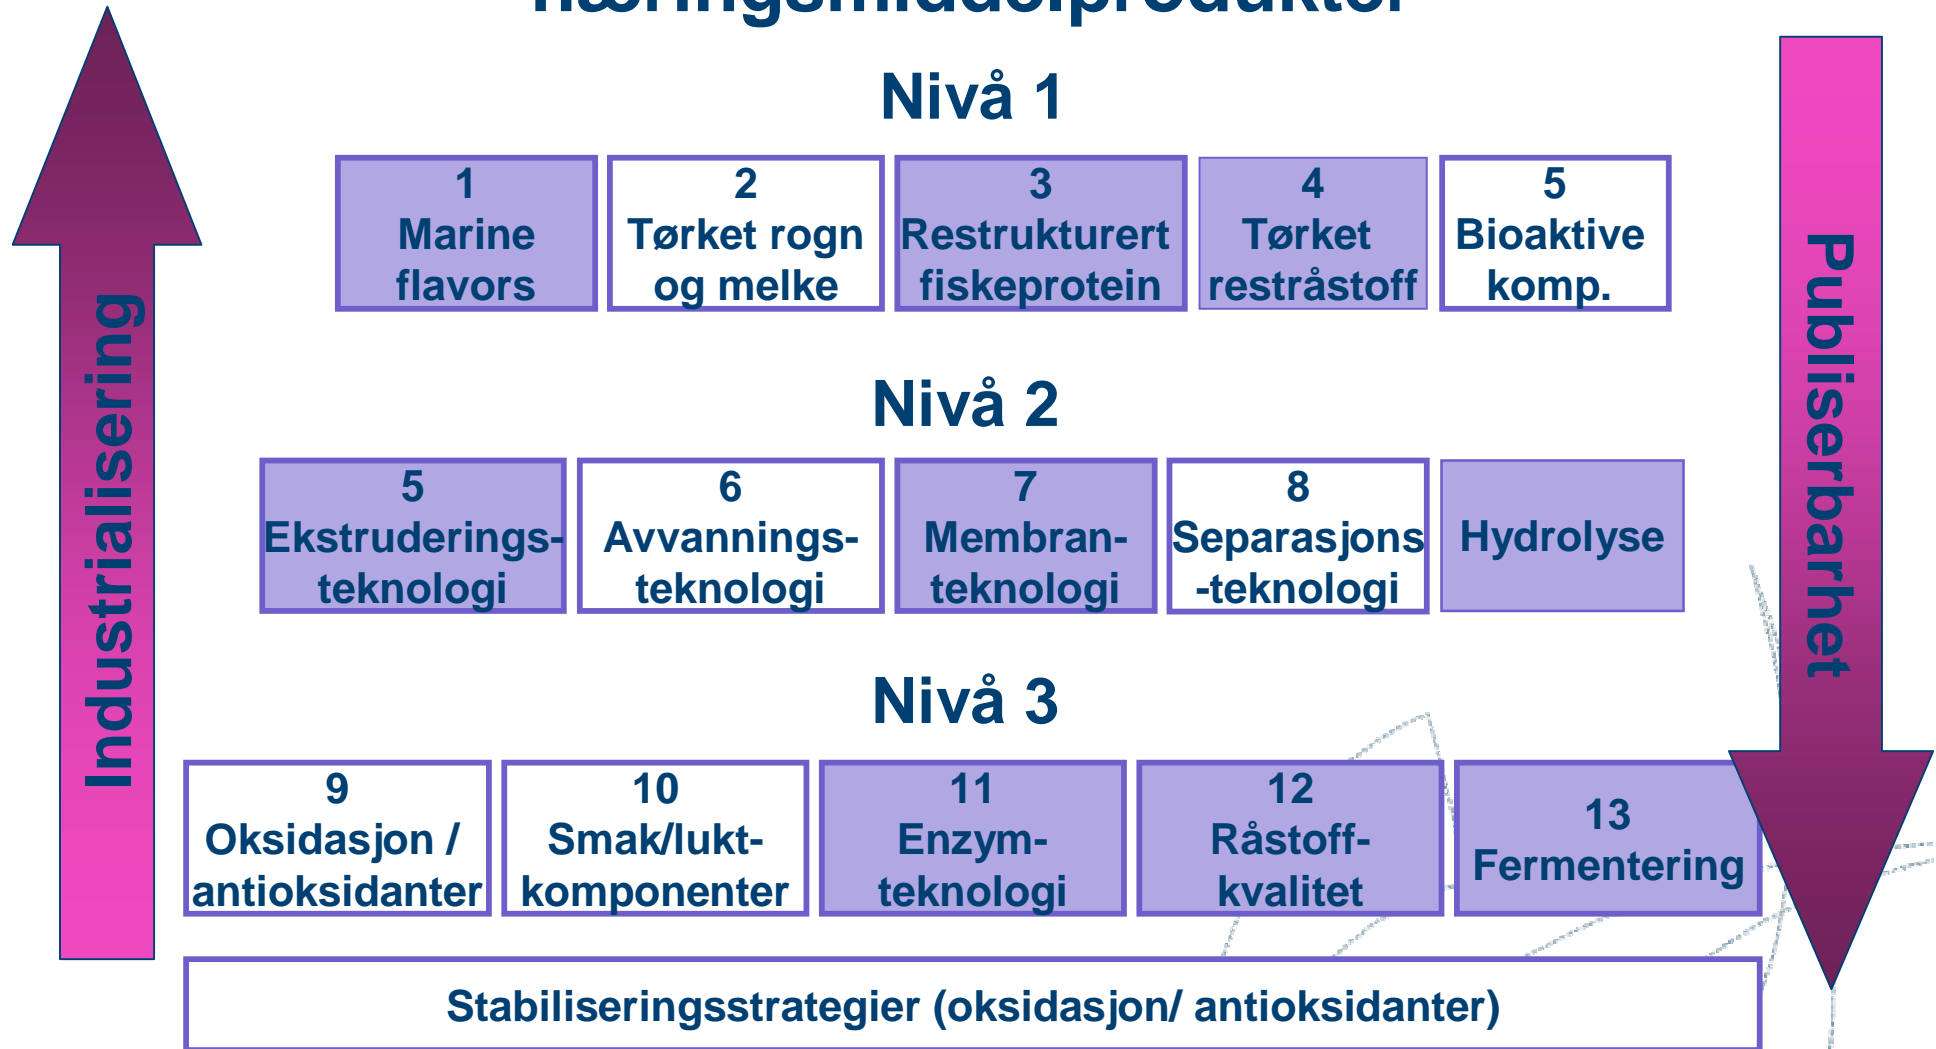 næringsmiddelprodukter
Nivå 1
1
Marine
flavors
2
Tørket rogn
og melke
3
Restrukturert
fiskeprotein
4
Tørket
restråstoff
5
Bioaktive
komp.
Industrialisering
Publiserbarhet
Nivå 2
5
Ekstruderings-
teknologi
6
Avvannings-
teknologi
7
Membran-
teknologi
8
Separasjons
-teknologi
Hydrolyse
Nivå 3
9
Oksidasjon /
antioksidanter
10
Smak/lukt-
komponenter
11
Enzym-
teknologi
12
Råstoff-
kvalitet
13
Fermentering
Stabiliseringsstrategier (oksidasjon/ antioksidanter)